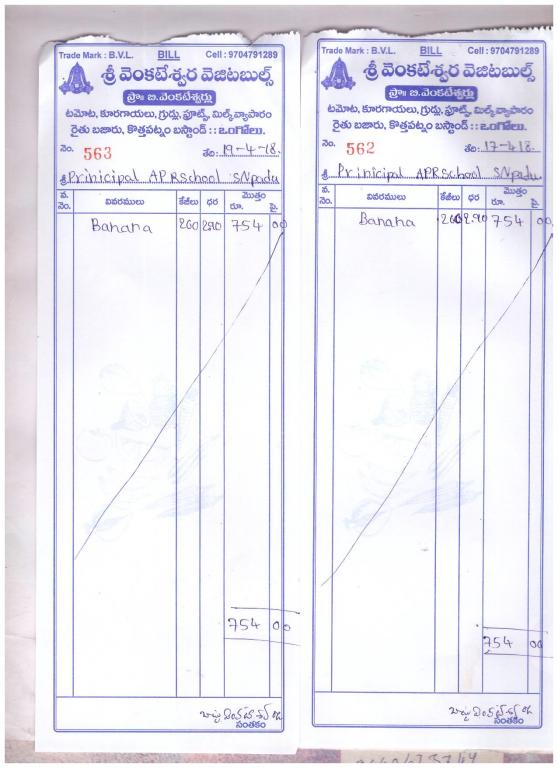 Trade Mark : B.V.L. BILL Cell : 9704791289
శ్రీ వెంకటేశ్వర వెజిటబుల్స్
ప్రొః బి.వెంకటేశ్వర్లు
టమోట, కూరగాయలు, గ్రుడ్లు, ఫ్రూట్స్, మిల్క్‌వ్యాపారం
రైతు బజారు, కొత్తపట్నం బస్టాండ్ :: ఒంగోలు.
నెం. 563 తేది: 19-4-18.
శ్రీ Prinicipal APRSchool SNpadu
వ. నెం. వివరములు కేజీలు ధర మొత్తం రూ. పై.
Banana 260 2.90 754 00
754 00
సంతకం
Trade Mark : B.V.L. BILL Cell : 9704791289
శ్రీ వెంకటేశ్వర వెజిటబుల్స్
ప్రొః బి.వెంకటేశ్వర్లు
టమోట, కూరగాయలు, గ్రుడ్లు, ఫ్రూట్స్, మిల్క్‌వ్యాపారం
రైతు బజారు, కొత్తపట్నం బస్టాండ్ :: ఒంగోలు.
నెం. 562 తేది: 17-4-18.
శ్రీ Prinicipal APRSchool SNpadu
వ. నెం. వివరములు కేజీలు ధర మొత్తం రూ. పై.
Banana 260 2.90 754 00
754 00
సంతకం